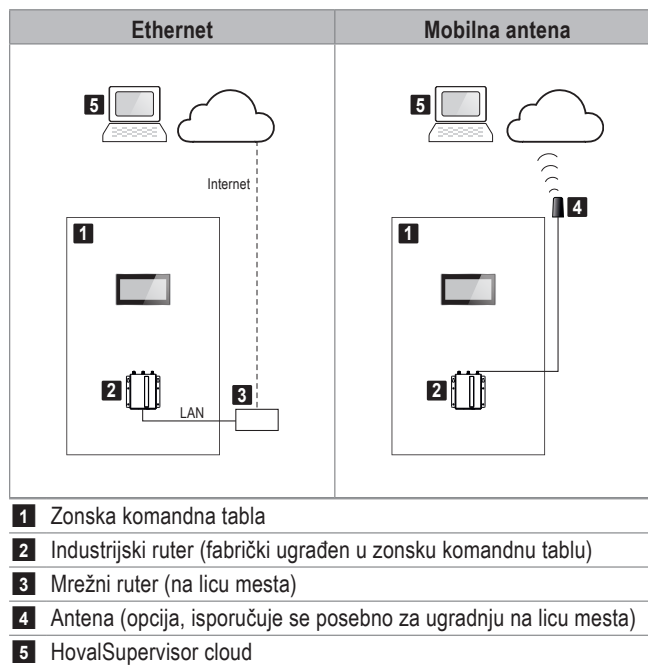 Ethernet
Mobilna antena
5
Internet
1
2
LAN
3
5
4
1
2
1 Zonska komandna tabla
2 Industrijski ruter (fabrički ugrađen u zonsku komandnu tablu)
3 Mrežni ruter (na licu mesta)
4 Antena (opcija, isporučuje se posebno za ugradnju na licu mesta)
5 HovalSupervisor cloud